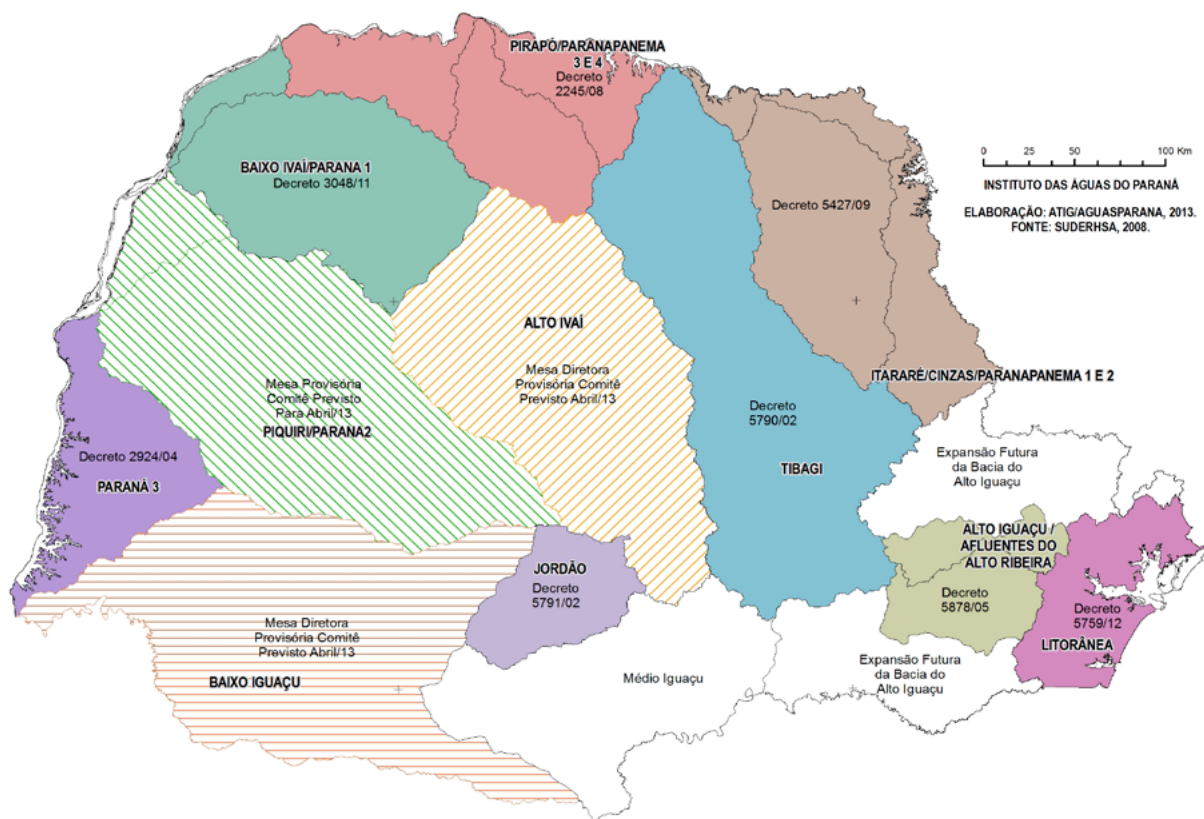 PIRAPÓ/PARANAPANEMA
3 E 4
Decreto
2245/08
BAIXO IVAÍ/PARANA 1
Decreto 3048/11
Decreto 5427/09
0 25 50 100 Km
INSTITUTO DAS ÁGUAS DO PARANÁ
ELABORAÇÃO: ATIG/AGUASPARANA, 2013.
FONTE: SUDERHSA, 2008.
ALTO IVAÍ
Mesa Diretora
Provisória Comitê
Previsto Abril/13
ITARARÉ/CINZAS/PARANAPANEMA 1 E 2
Mesa Provisória
Comitê Previsto
Para Abril/13
PIQUIRI/PARANA2
Decreto
5790/02
TIBAGI
Decreto 2924/04
PARANÁ 3
Expansão Futura
da Bacia do
Alto Iguaçu
ALTO IGUAÇU /
AFLUENTES DO
ALTO RIBEIRA
Decreto
5878/05
JORDÃO
Decreto
5791/02
Decreto
5759/12
LITORÂNEA
Mesa Diretora
Provisória Comitê
Previsto Abril/13
BAIXO IGUAÇU
Médio Iguaçu
Expansão Futura
da Bacia do
Alto Iguaçu